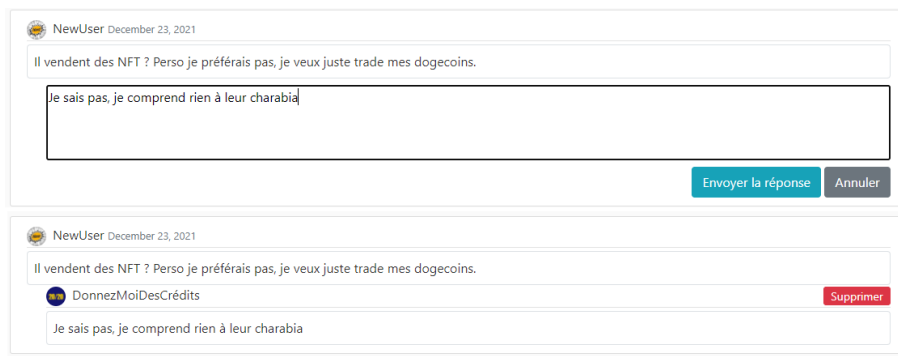 NewUser December 23, 2021
Il vendent des NFT ? Perso je préférais pas, je veux juste trade mes dogecoins.
Je sais pas, je comprend rien à leur charabia
Envoyer la réponse Annuler
NewUser December 23, 2021
Il vendent des NFT ? Perso je préférais pas, je veux juste trade mes dogecoins.
20/20 DonnezMoiDesCrédits Supprimer
Je sais pas, je comprend rien à leur charabia